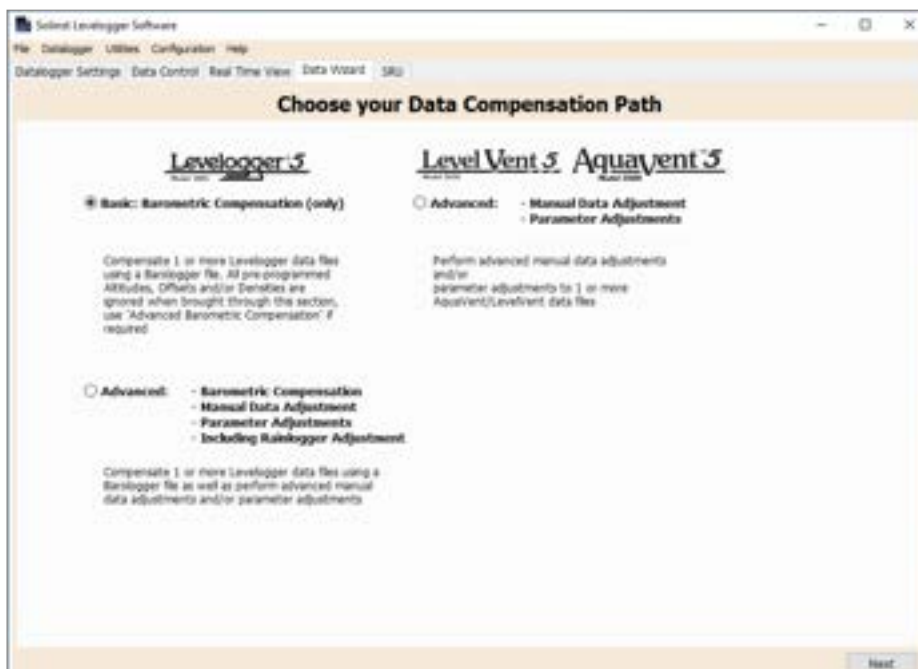 Solinst Levelogger Software
File Datalogger Utilities Configuration Help
Datalogger Settings Data Control Real Time View Data Wizard SRU
Choose your Data Compensation Path
Levelogger 5
Basic: Barometric Compensation (only)
Compensate 1 or more Levelogger data files
using a Barologger file. All pre-programmed
Altitudes, Offsets and/or Densities are
ignored when brought through this section,
use 'Advanced Barometric Compensation' if
required
Advanced: - Barometric Compensation
- Manual Data Adjustment
- Parameter Adjustments
- Including Rainlogger Adjustment
Compensate 1 or more Levelogger data files using a
Barologger file as well as perform advanced manual
data adjustments and/or parameter adjustments
LevelVent 5 AquaVent 5
Advanced: - Manual Data Adjustment
- Parameter Adjustments
Perform advanced manual data adjustments
and/or
parameter adjustments to 1 or more
AquaVent/LevelVent data files
Next